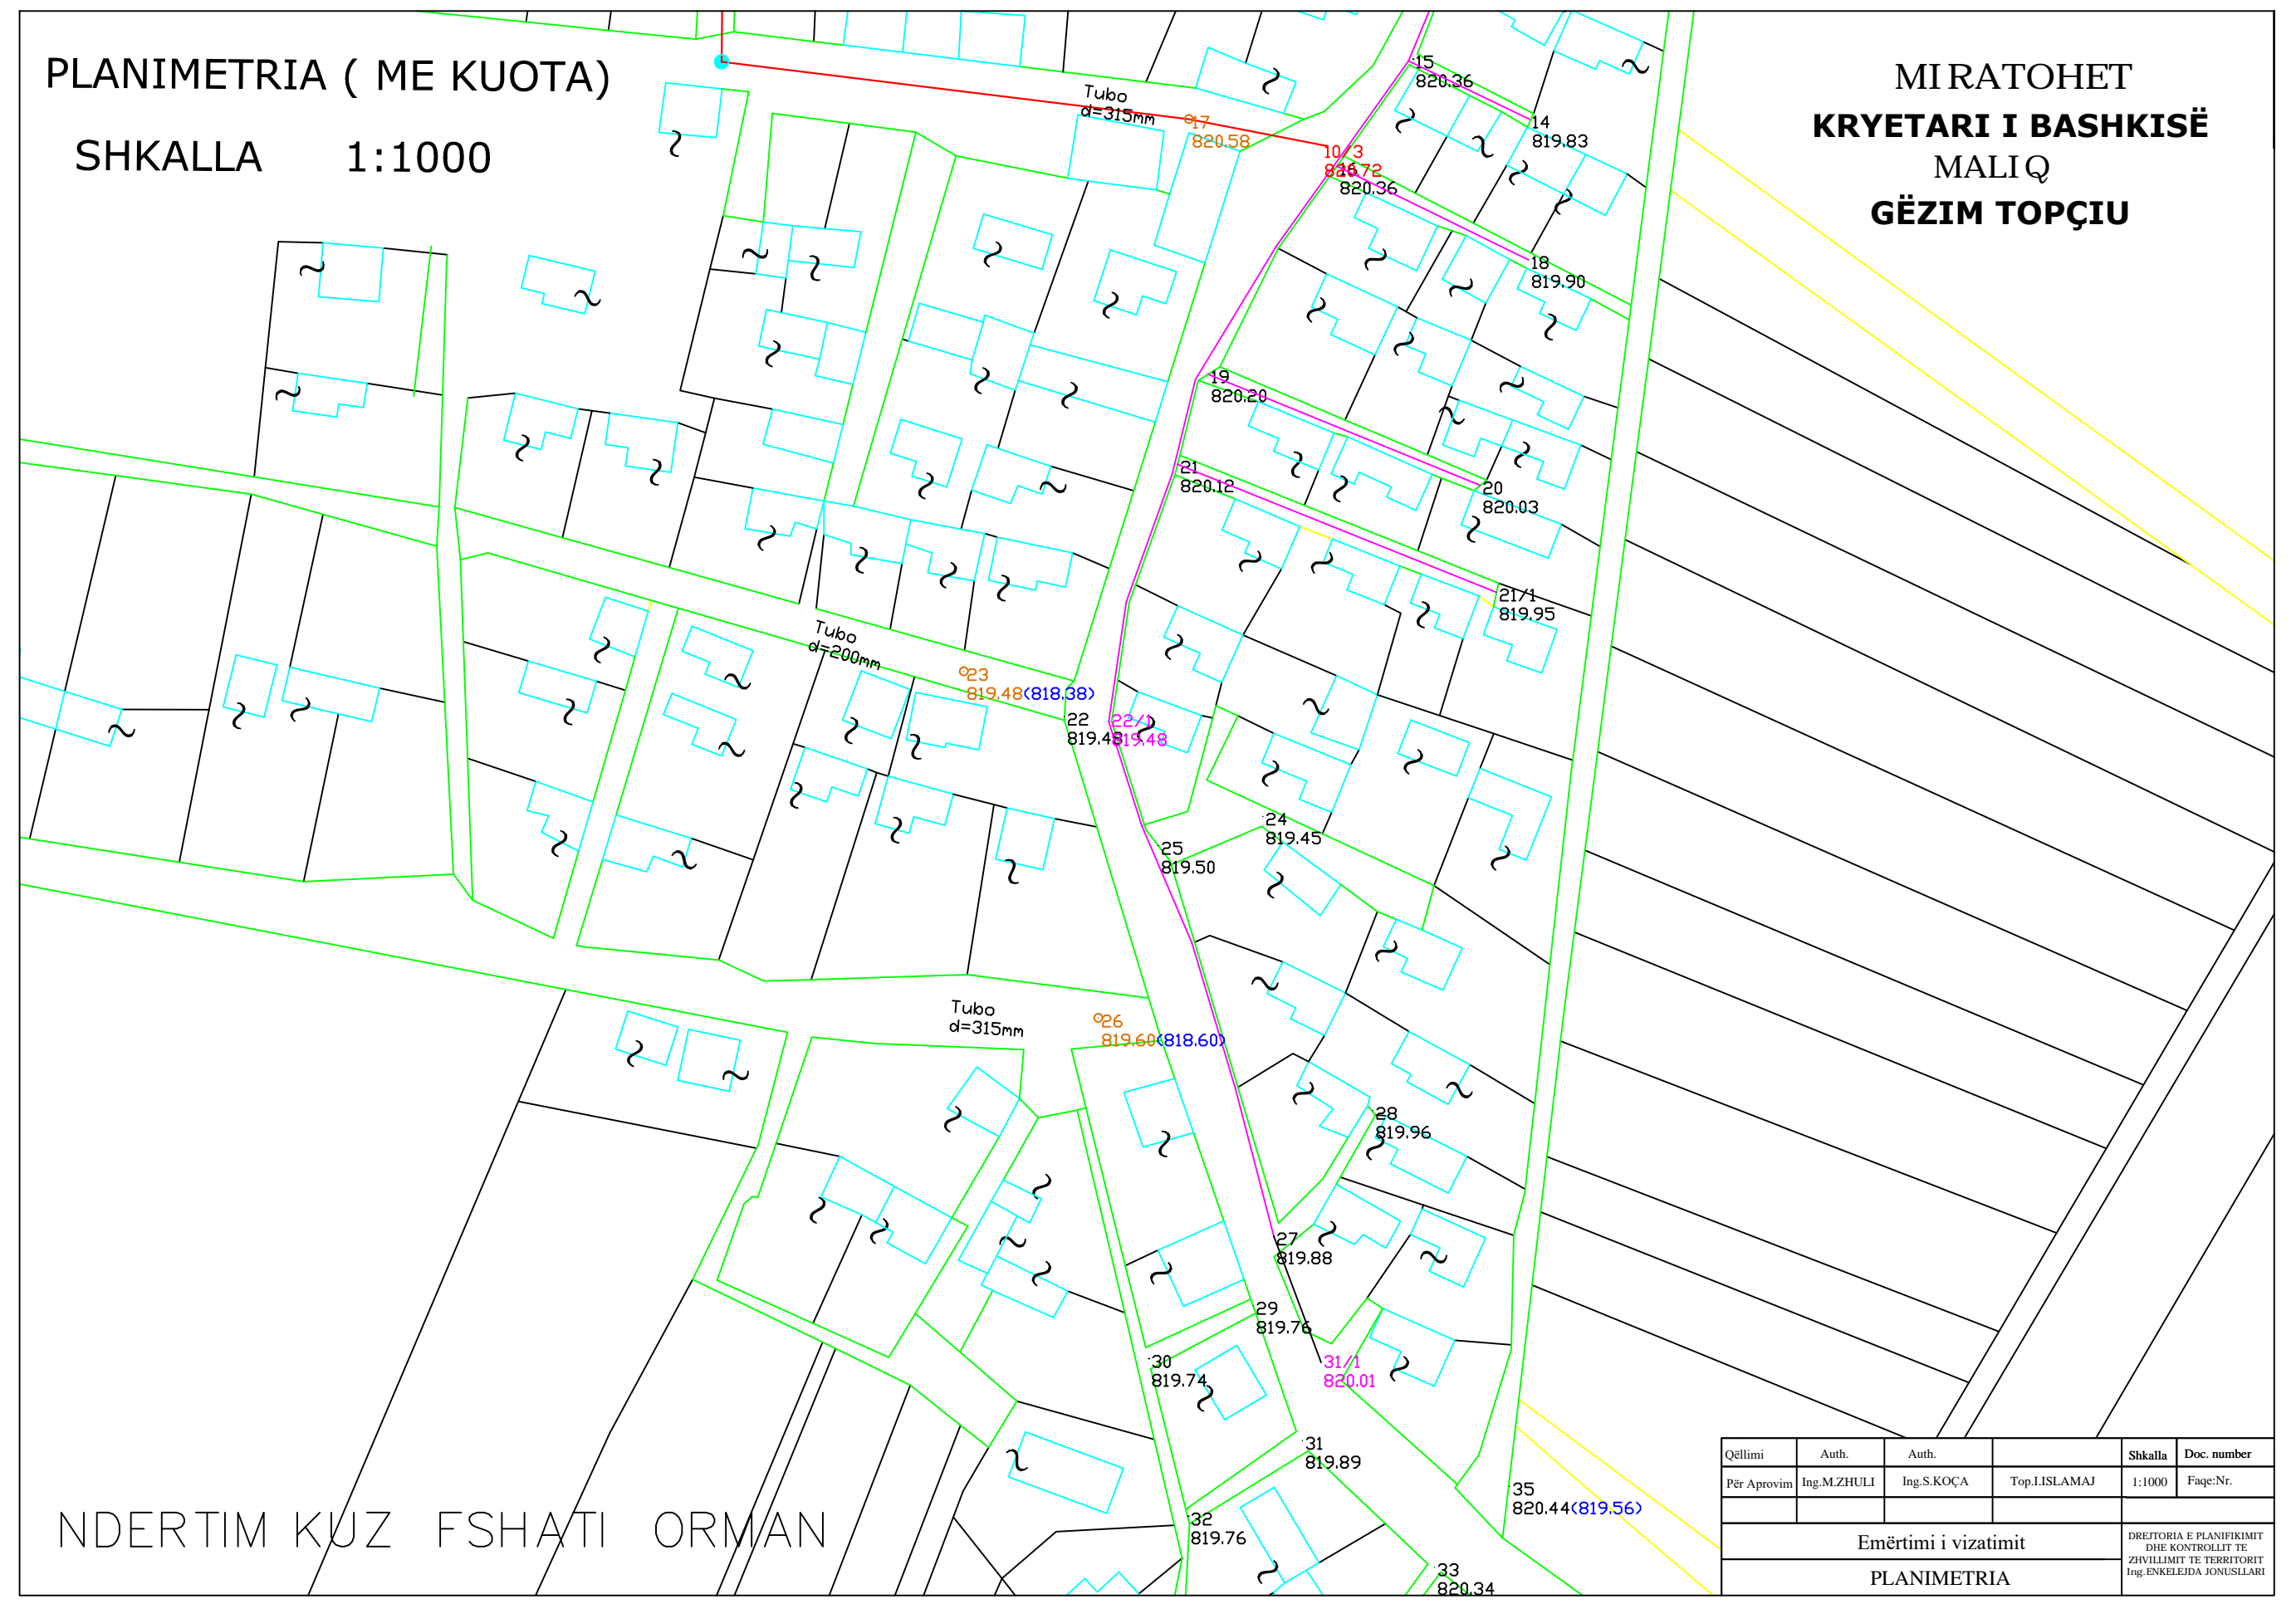 PLANIMETRIA ( ME KUOTA)
SHKALLA 1:1000
MIRATOHET
KRYETARI I BASHKISË
MALIQ
GËZIM TOPÇIU
Tubo
d=315mm
17
820.58
15
820.36
14
819.83
10/3
16
820.36
18
819.90
19
820.20
20
820.03
21
820.12
21/1
819.95
Tubo
d=200mm
23
819.48(818.38)
22
819.48
22/1
819.48
24
819.45
25
819.50
Tubo
d=315mm
26
819.60(818.60)
28
819.96
27
819.88
29
819.76
30
819.74
31/1
820.01
31
819.89
32
819.76
35
820.44(819.56)
33
820.34
NDERTIM KUZ FSHATI ORMAN
Qëllimi Auth. Auth. Shkalla Doc. number
Për Aprovim Ing.M.ZHULI Ing.S.KOÇA Top.I.ISLAMAJ 1:1000 Faqe:Nr.
Emërtimi i vizatimit
PLANIMETRIA
DREJTORIA E PLANIFIKIMIT
DHE KONTROLLIT TE
ZHVILLIMIT TE TERRITORIT
Ing.ENKELEJDA JONUSLLARI